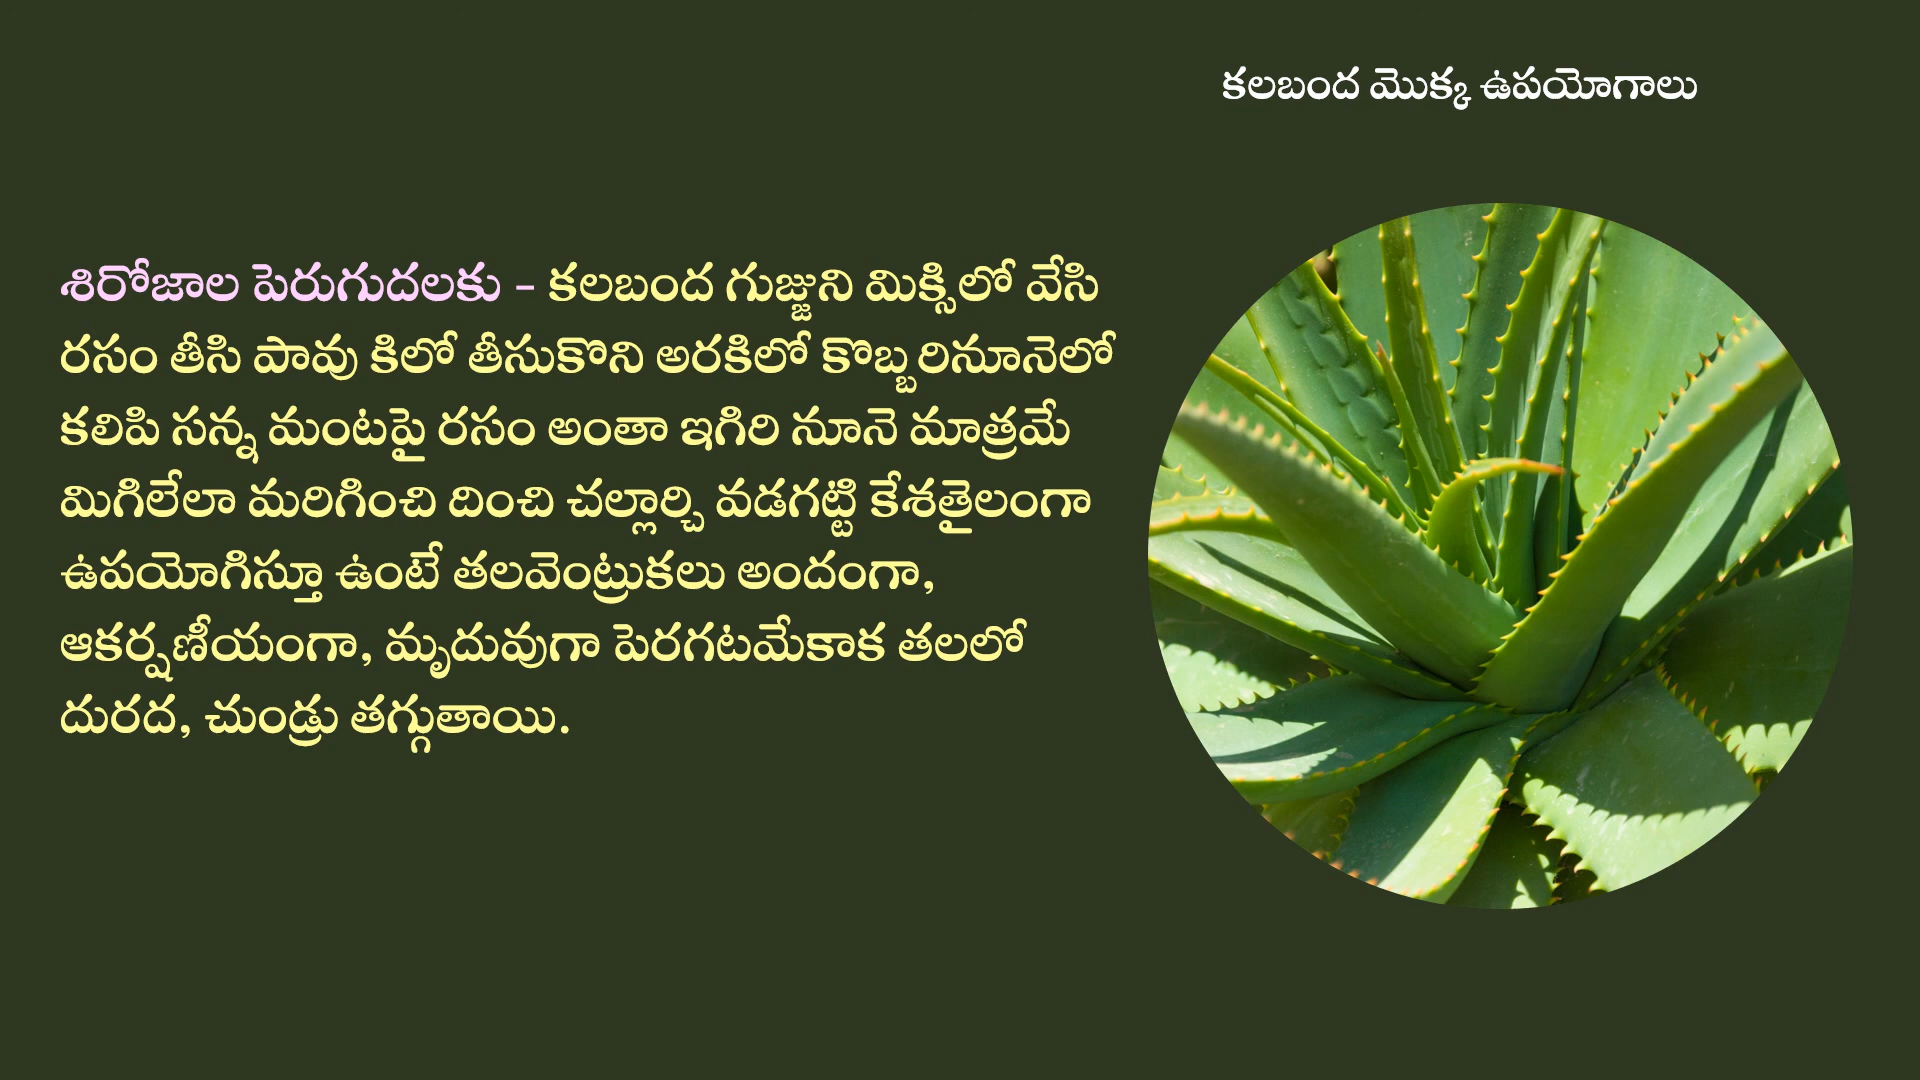 కలబంద మొక్క ఉపయోగాలు
శిరోజాల పెరుగుదలకు - కలబంద గుజ్జుని మిక్సిలో వేసి
రసం తీసి పావు కిలో తీసుకొని అరకిలో కొబ్బరినూనెలో
కలిపి సన్న మంటపై రసం అంతా ఇగిరి నూనె మాత్రమే
మిగిలేలా మరిగించి దించి చల్లార్చి వడగట్టి కేశతైలంగా
ఉపయోగిస్తూ ఉంటే తలవెంట్రుకలు అందంగా,
ఆకర్షణీయంగా, మృదువుగా పెరగటమేకాక తలలో
దురద, చుండ్రు తగ్గుతాయి.